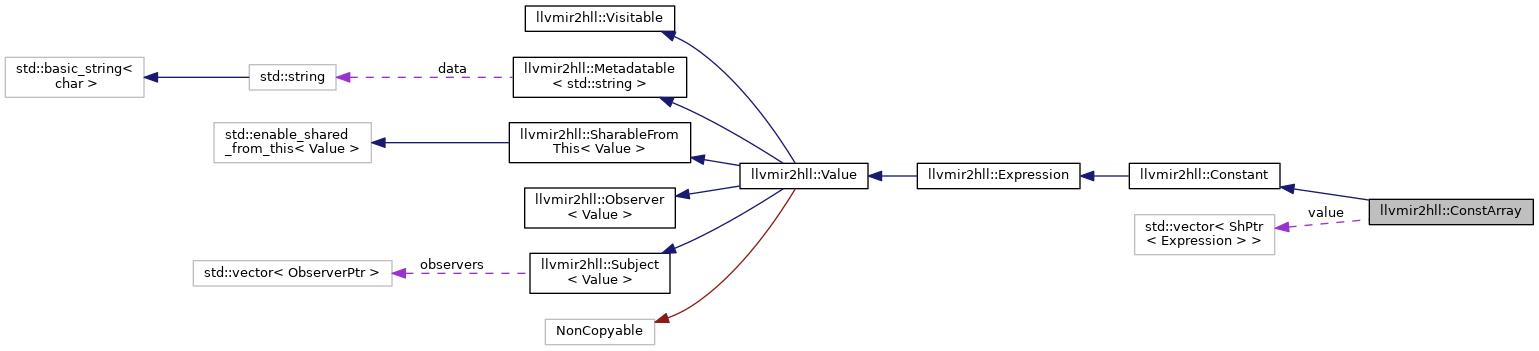 llvmir2hll::Visitable
std::basic_string<
char >
std::string
data
llvmir2hll::Metadatable
< std::string >
std::enable_shared
_from_this< Value >
llvmir2hll::SharableFrom
This< Value >
llvmir2hll::Observer
< Value >
std::vector< ObserverPtr >
observers
llvmir2hll::Subject
< Value >
NonCopyable
llvmir2hll::Value
llvmir2hll::Expression
llvmir2hll::Constant
std::vector< ShPtr
< Expression > >
value
llvmir2hll::ConstArray